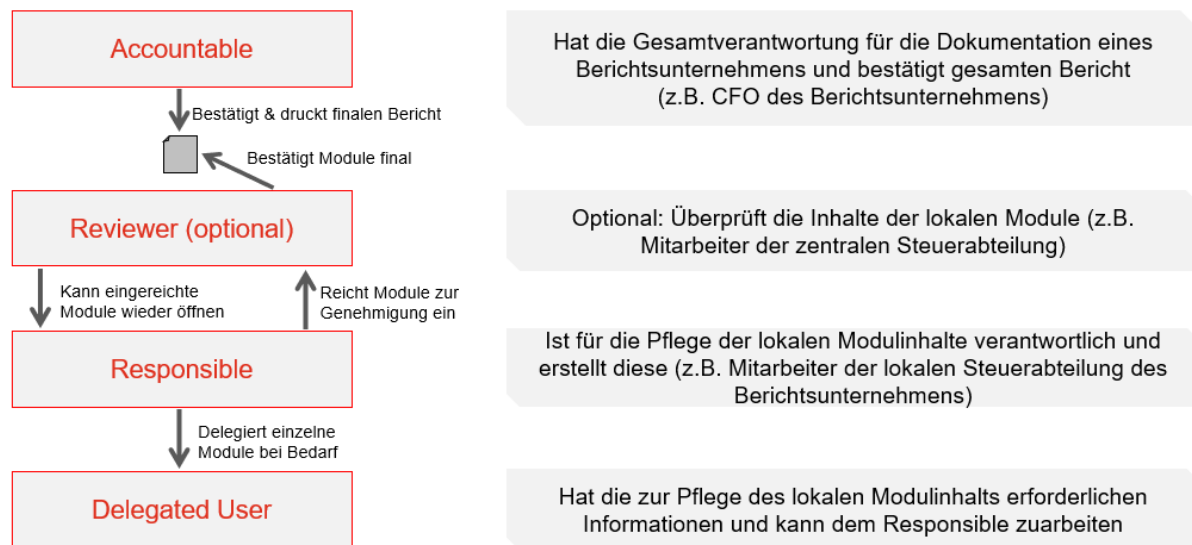 Accountable
Hat die Gesamtverantwortung für die Dokumentation eines
Berichtsunternehmens und bestätigt gesamten Bericht
(z.B. CFO des Berichtsunternehmens)
Bestätigt & druckt finalen Bericht
Bestätigt Module final
Reviewer (optional)
Optional: Überprüft die Inhalte der lokalen Module (z.B.
Mitarbeiter der zentralen Steuerabteilung)
Kann eingereichte
Module wieder öffnen
Reicht Module zur
Genehmigung ein
Responsible
Ist für die Pflege der lokalen Modulinhalte verantwortlich und
erstellt diese (z.B. Mitarbeiter der lokalen Steuerabteilung des
Berichtsunternehmens)
Delegiert einzelne
Module bei Bedarf
Delegated User
Hat die zur Pflege des lokalen Modulinhalts erforderlichen
Informationen und kann dem Responsible zuarbeiten